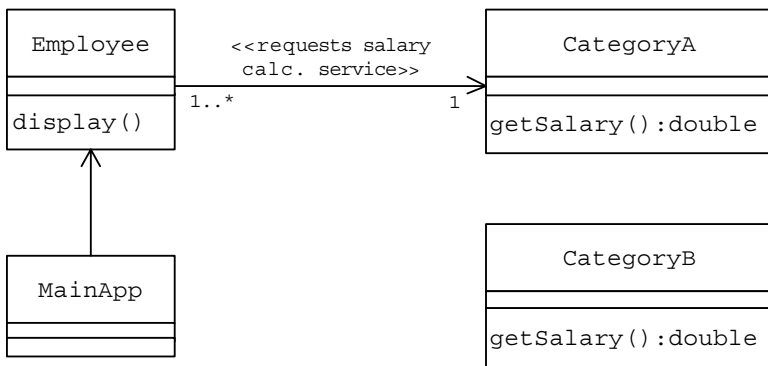 Employee
display()
<<requests salary
calc. service>>
1..*
1
CategoryA
getSalary():double
MainApp
CategoryB
getSalary():double